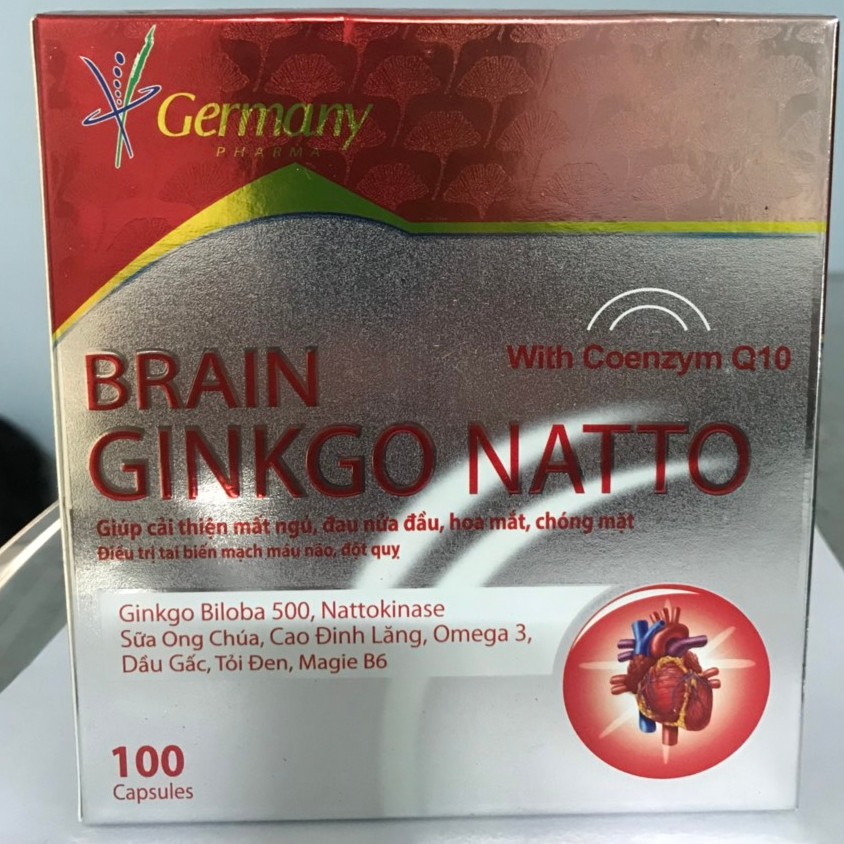 Germany
PHARMA
With Coenzym Q10
BRAIN
GINKGO NATTO
Giúp cải thiện mất ngủ, đau nửa đầu, hoa mắt, chóng mặt
Điều trị tai biến mạch máu não, đột quỵ
Ginkgo Biloba 500, Nattokinase
Sữa Ong Chúa, Cao Đinh Lăng, Omega 3,
Dầu Gấc, Tỏi Đen, Magie B6
100
Capsules